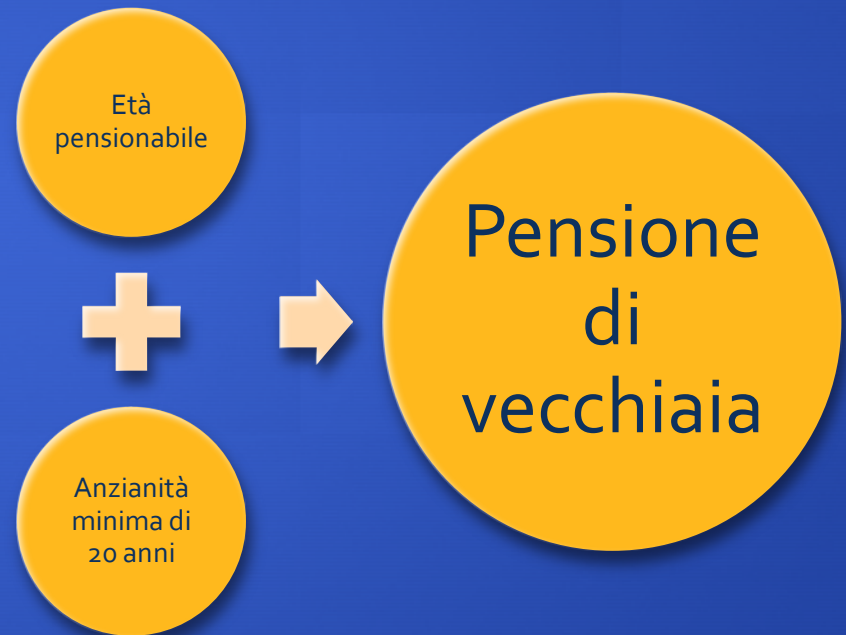 Età
pensionabile
Anzianità
minima di
20 anni
Pensione
di
vecchiaia